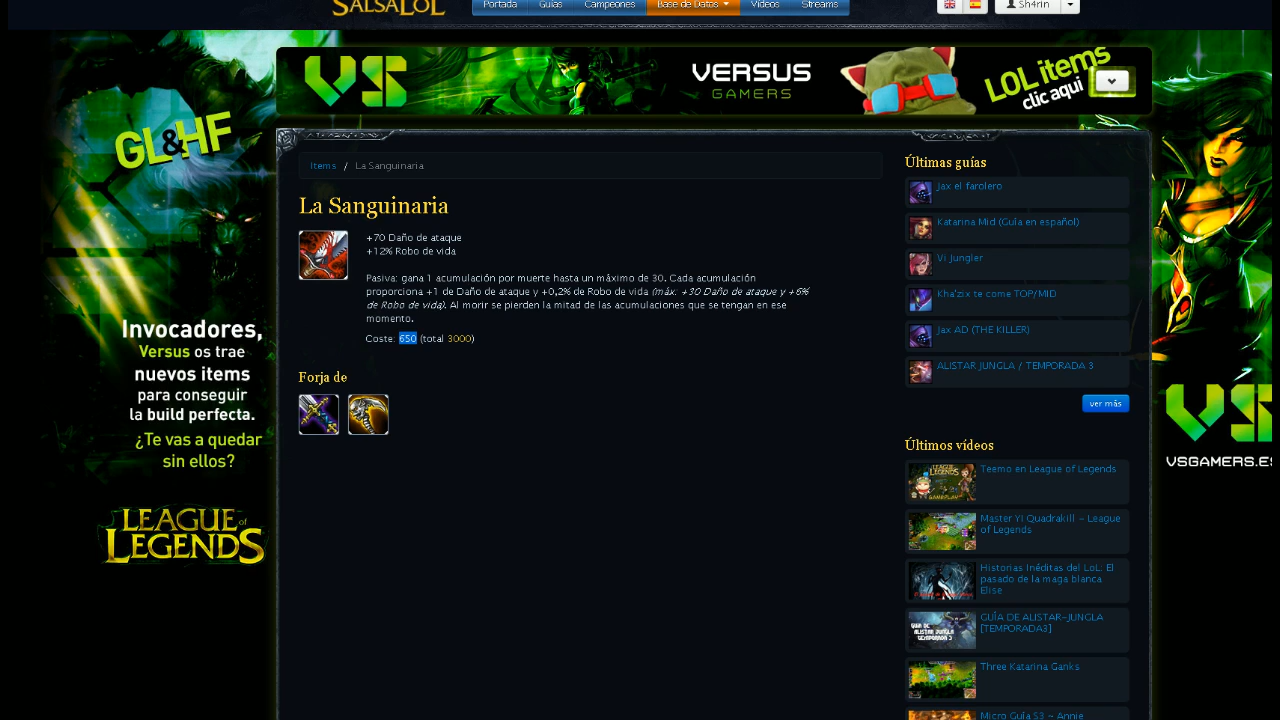 SALSALOL
Portada
Guías
Campeones
Base de Datos
Vídeos
Streams
Sh4rin
GL&HF
VS
VERSUS
GAMERS
LOL items
clic aqui
Items / La Sanguinaria
La Sanguinaria
+70 Daño de ataque
+12% Robo de vida
Pasiva: gana 1 acumulación por muerte hasta un máximo de 30. Cada acumulación
proporciona +1 de Daño de ataque y +0,2% de Robo de vida (máx. +30 Daño de ataque y +6%
de Robo de vida). Al morir se pierden la mitad de las acumulaciones que se tengan en ese
momento.
Coste: 650 (total 3000)
Forja de
Invocadores,
Versus os trae
nuevos items
para conseguir
la build perfecta.
¿Te vas a quedar
sin ellos?
LEAGUE of
LEGENDS
Últimas guías
Jax el farolero
Katarina Mid (Guía en español)
Vi Jungler
Kha'zix te come TOP/MID
Jax AD (THE KILLER)
ALISTAR JUNGLA / TEMPORADA 3
ver más
Últimos vídeos
Teemo en League of Legends
Master Yi Quadrakill - League
of Legends
Historias Inéditas del LoL: El
pasado de la maga blanca
Elise
GUÍA DE ALISTAR-JUNGLA
[TEMPORADA3]
Three Katarina Ganks
Micro Guía S3 ~ Annie
VS
VSGAMERS.ES